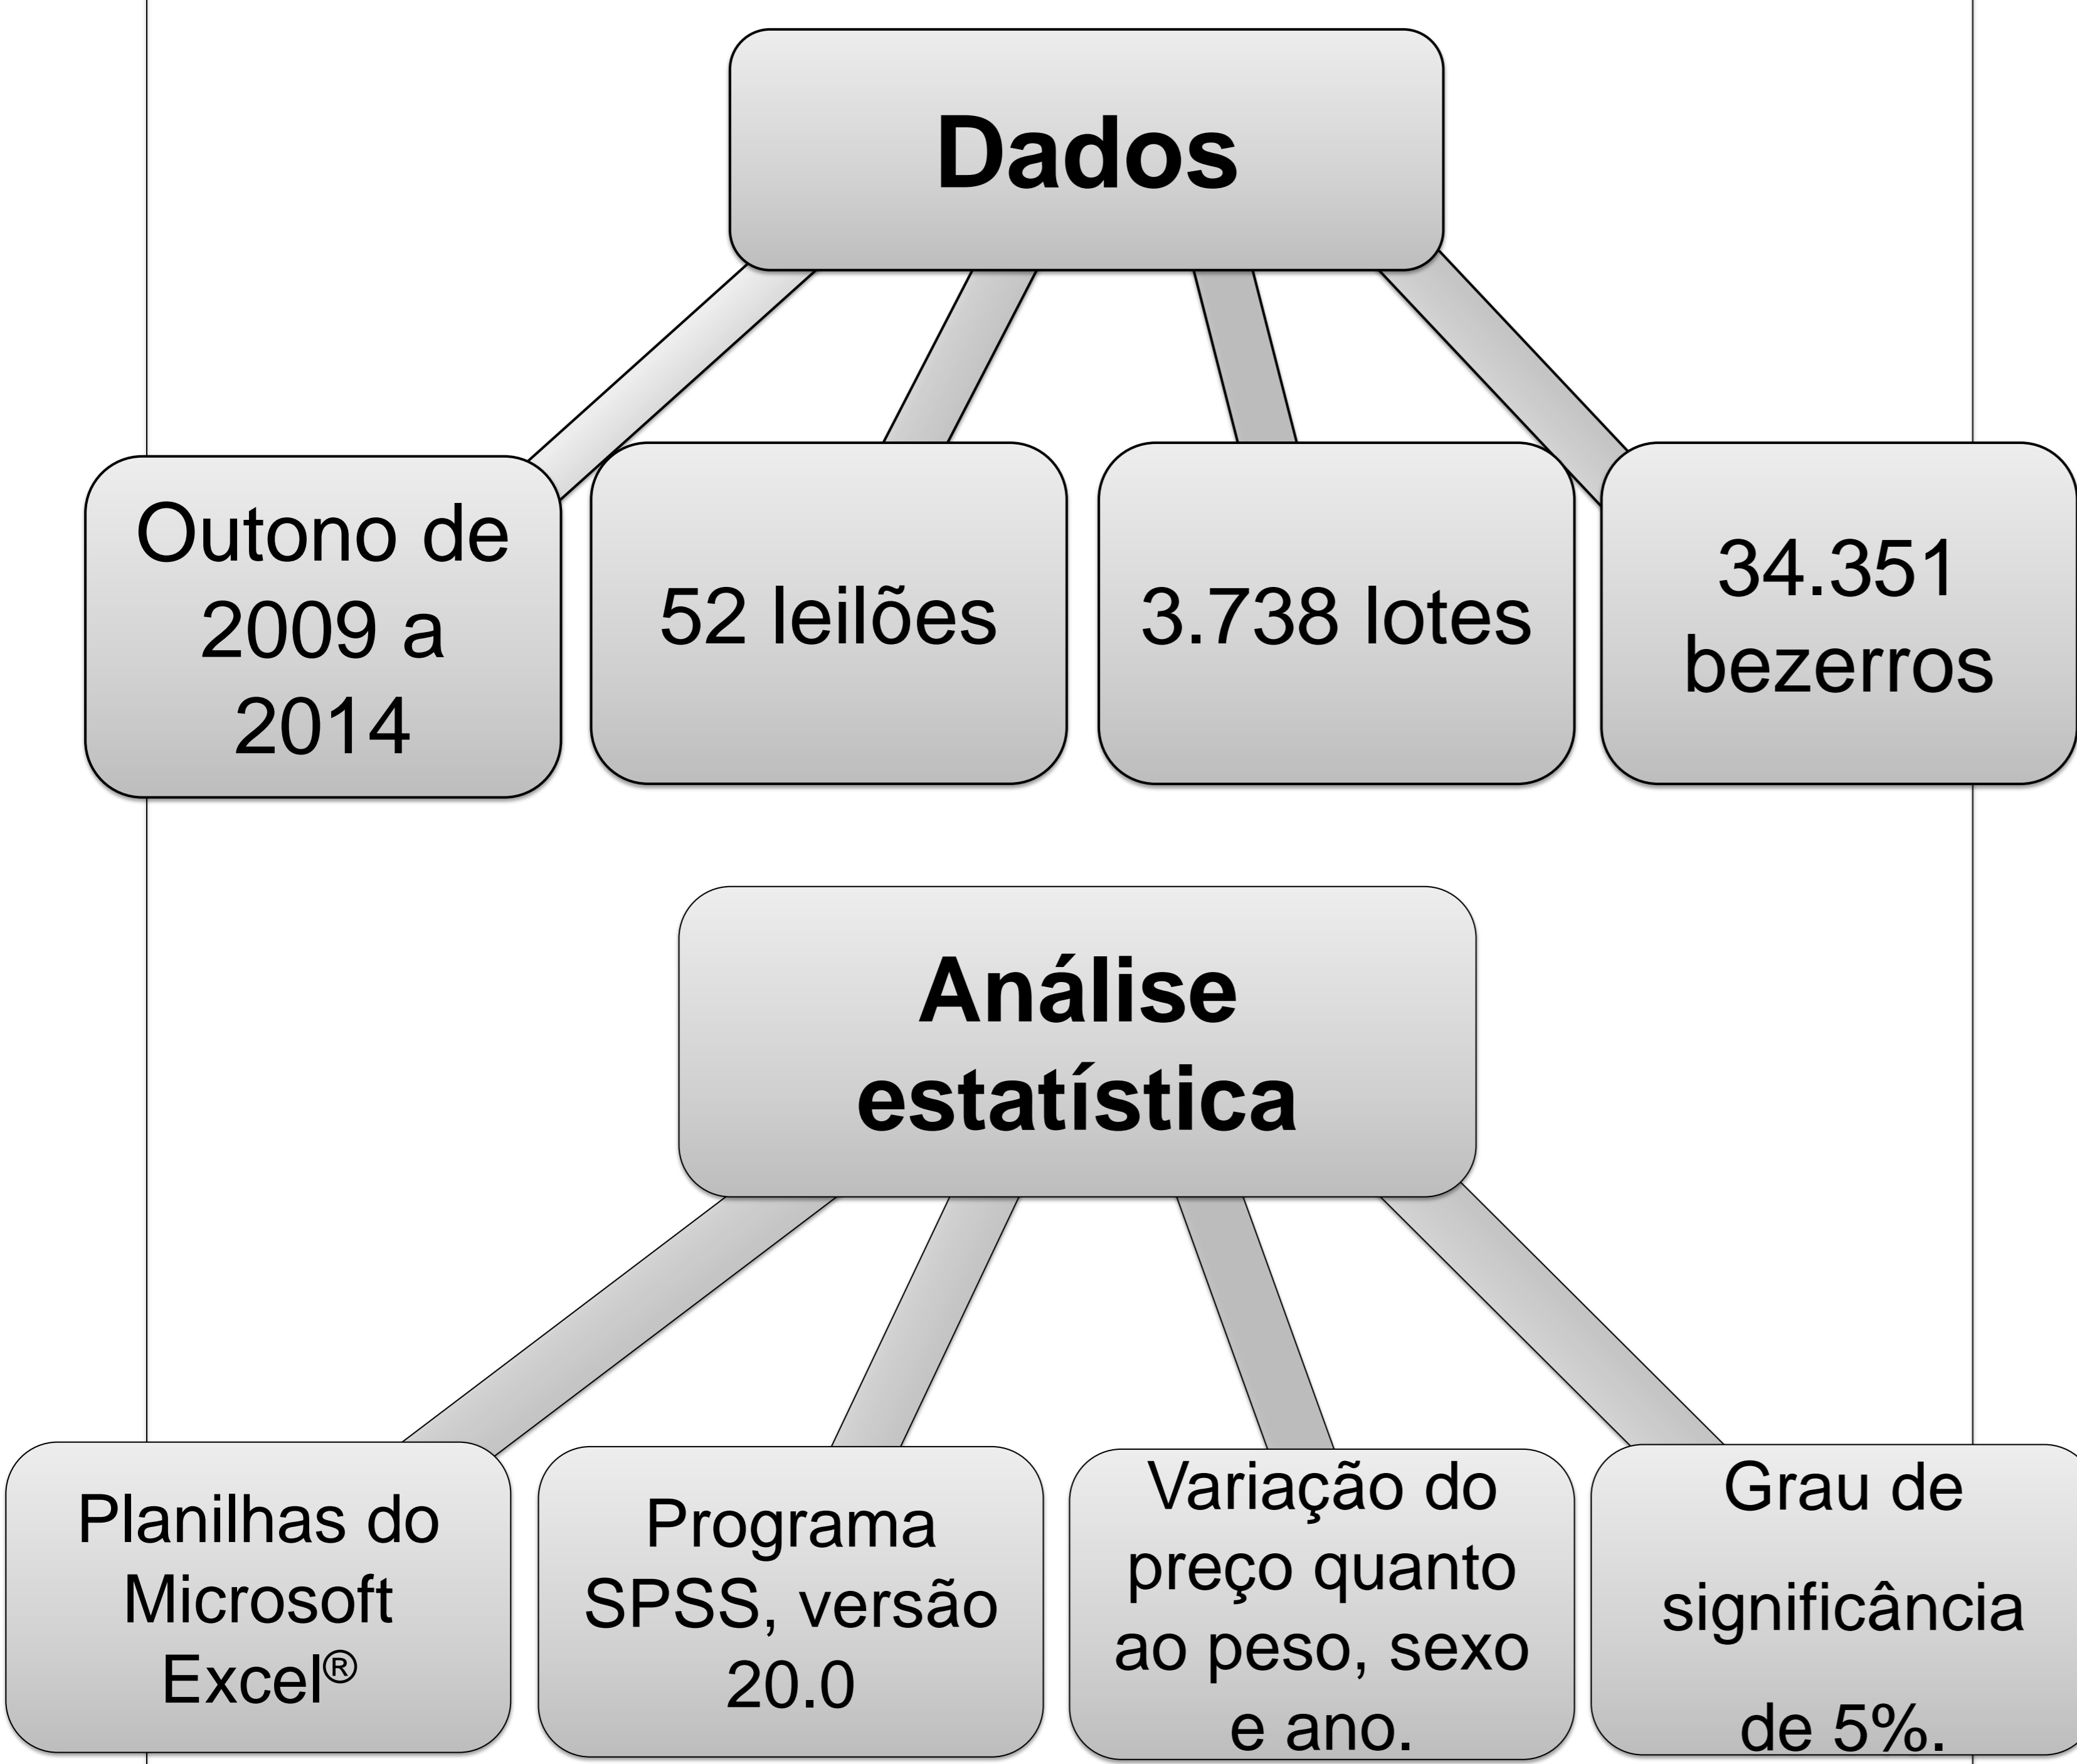 Dados
Outono de
2009 a
2014
52 leilões
3.738 lotes
34.351
bezerros
Análise
estatística
Planilhas do
Microsoft
Excel®
Programa
SPSS, versão
20.0
Variação do
preço quanto
ao peso, sexo
e ano.
Grau de
significância
de 5%.